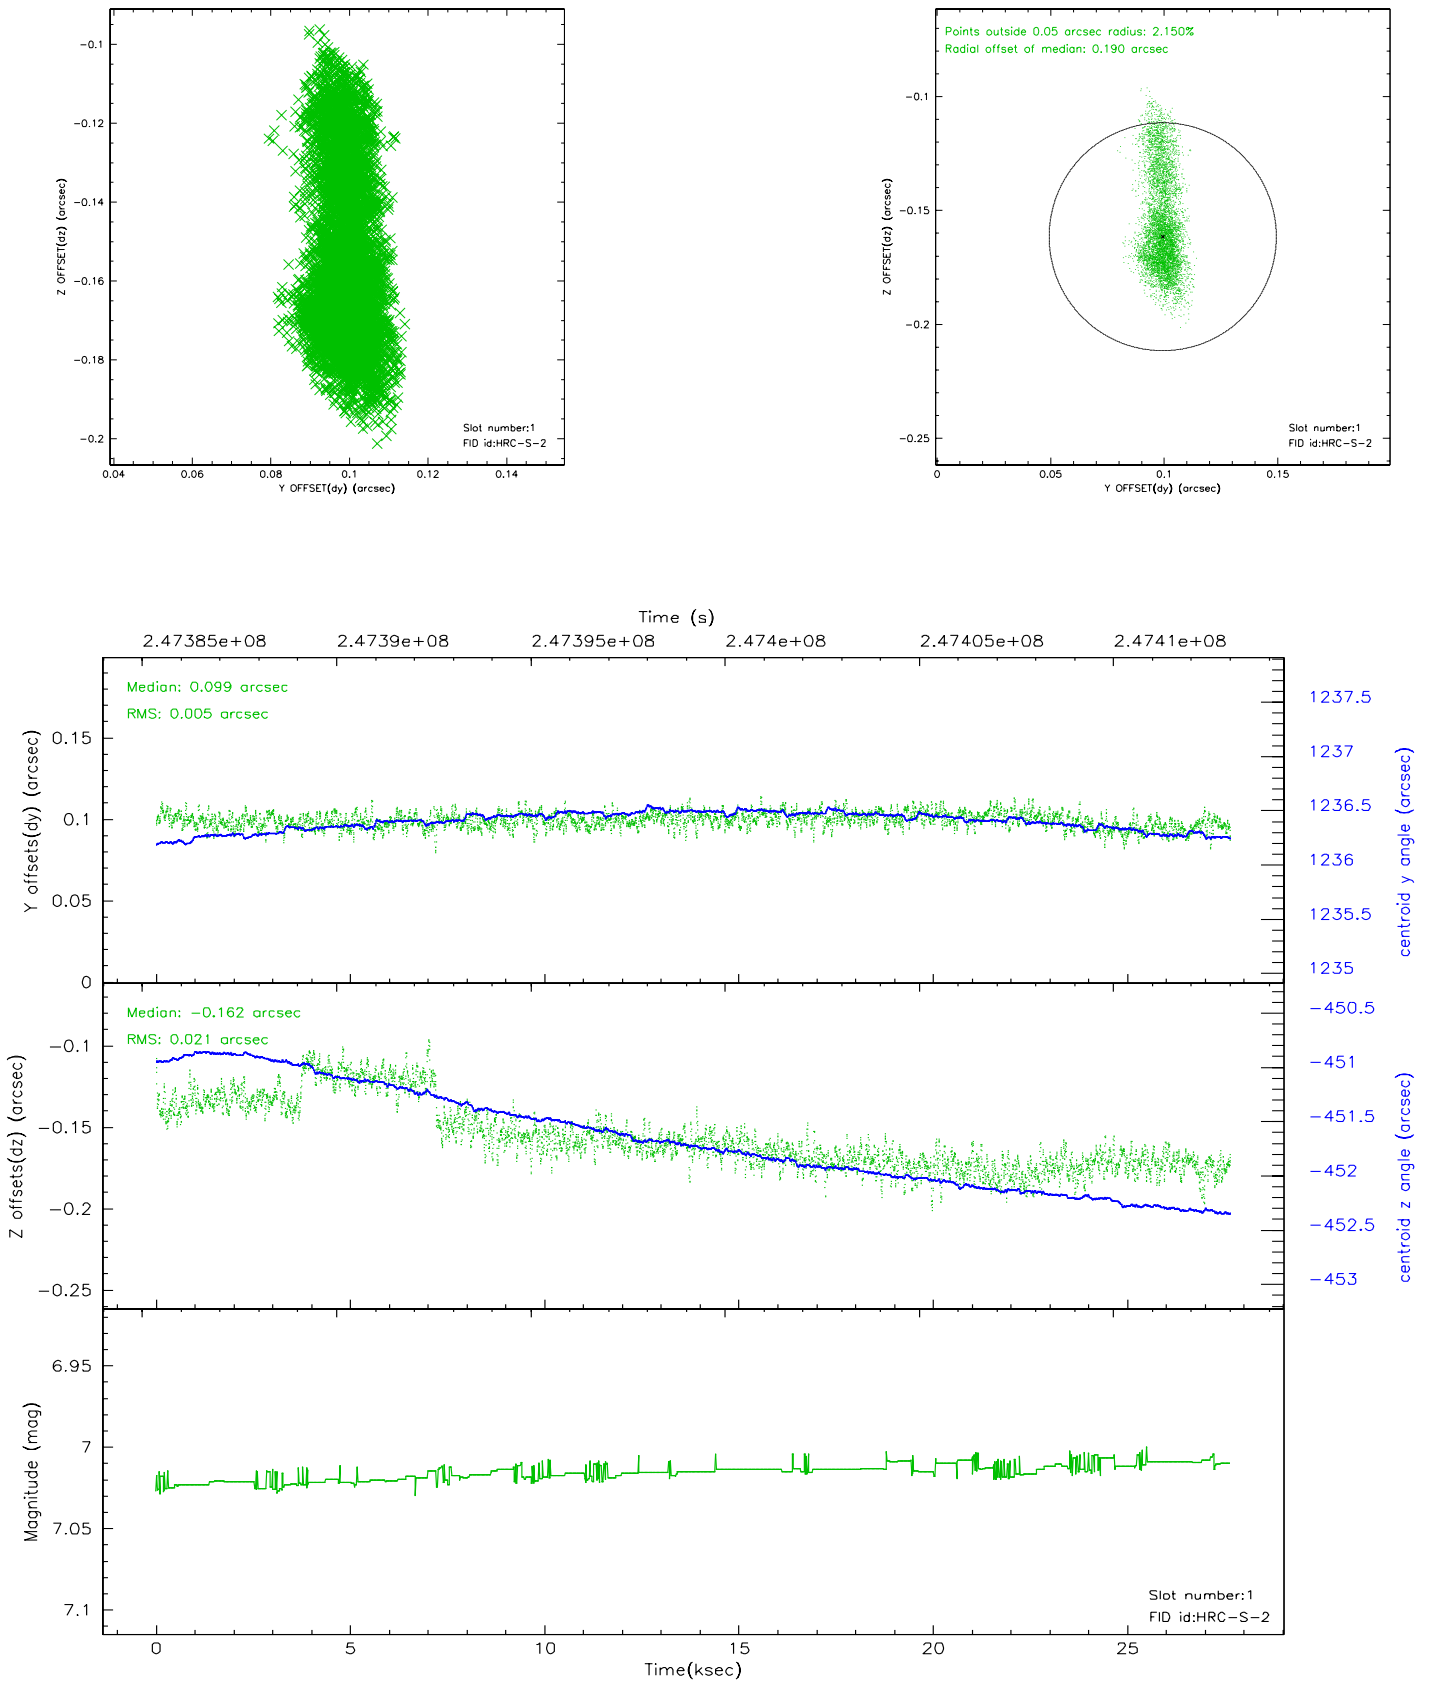 −0.1
−0.12
−0.14
−0.16
−0.18
−0.2
Z OFFSET(dz) (arcsec)
0.04 0.06 0.08 0.1 0.12 0.14
Y OFFSET(dy) (arcsec)
Slot number:1
FID id:HRC−S−2
Points outside 0.05 arcsec radius: 2.150%
Radial offset of median: 0.190 arcsec
−0.1
−0.15
−0.2
−0.25
Z OFFSET(dz) (arcsec)
0 0.05 0.1 0.15
Y OFFSET(dy) (arcsec)
Slot number:1
FID id:HRC−S−2
Time (s)
2.47385e+08 2.4739e+08 2.47395e+08 2.474e+08 2.47405e+08 2.4741e+08
Median: 0.099 arcsec
RMS: 0.005 arcsec
0.15
0.1
0.05
0
Y offsets(dy) (arcsec)
1237.5
1237
1236.5
1236
1235.5
1235
centroid y angle (arcsec)
Median: −0.162 arcsec
RMS: 0.021 arcsec
−0.1
−0.15
−0.2
−0.25
Z offsets(dz) (arcsec)
−450.5
−451
−451.5
−452
−452.5
−453
centroid z angle (arcsec)
6.95
7
7.05
7.1
Magnitude (mag)
Slot number:1
FID id:HRC−S−2
0 5 10 15 20 25
Time(ksec)